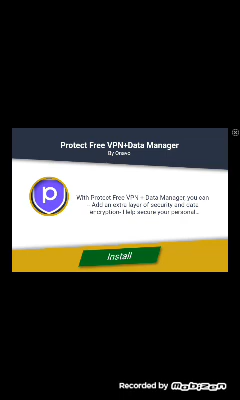 Protect Free VPN+Data Manager
By Onavo
p
With Protect Free VPN + Data Manager, you can
- Add an extra layer of security and data
encryption- Help secure your personal...
Install
Recorded by mobizen